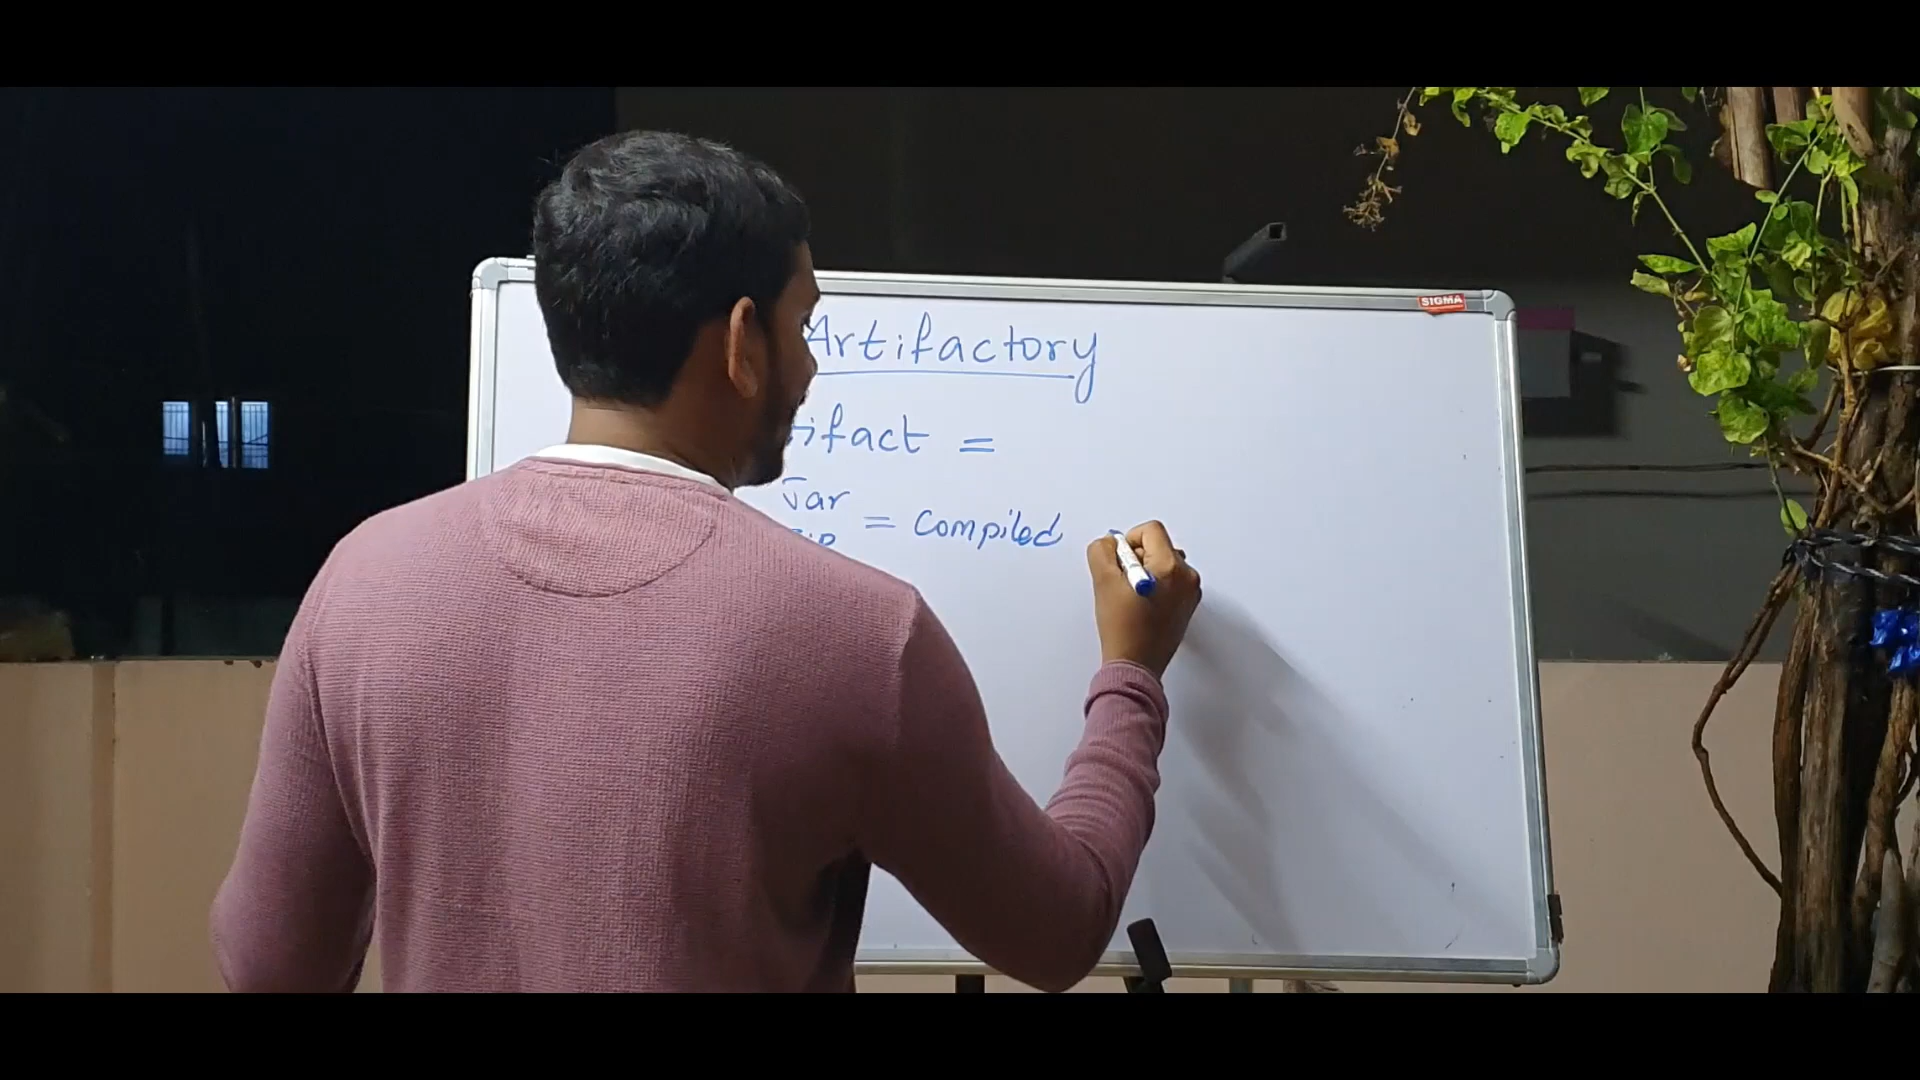 SIGMA
Artifactory
ifact =
Jar
= Compiled